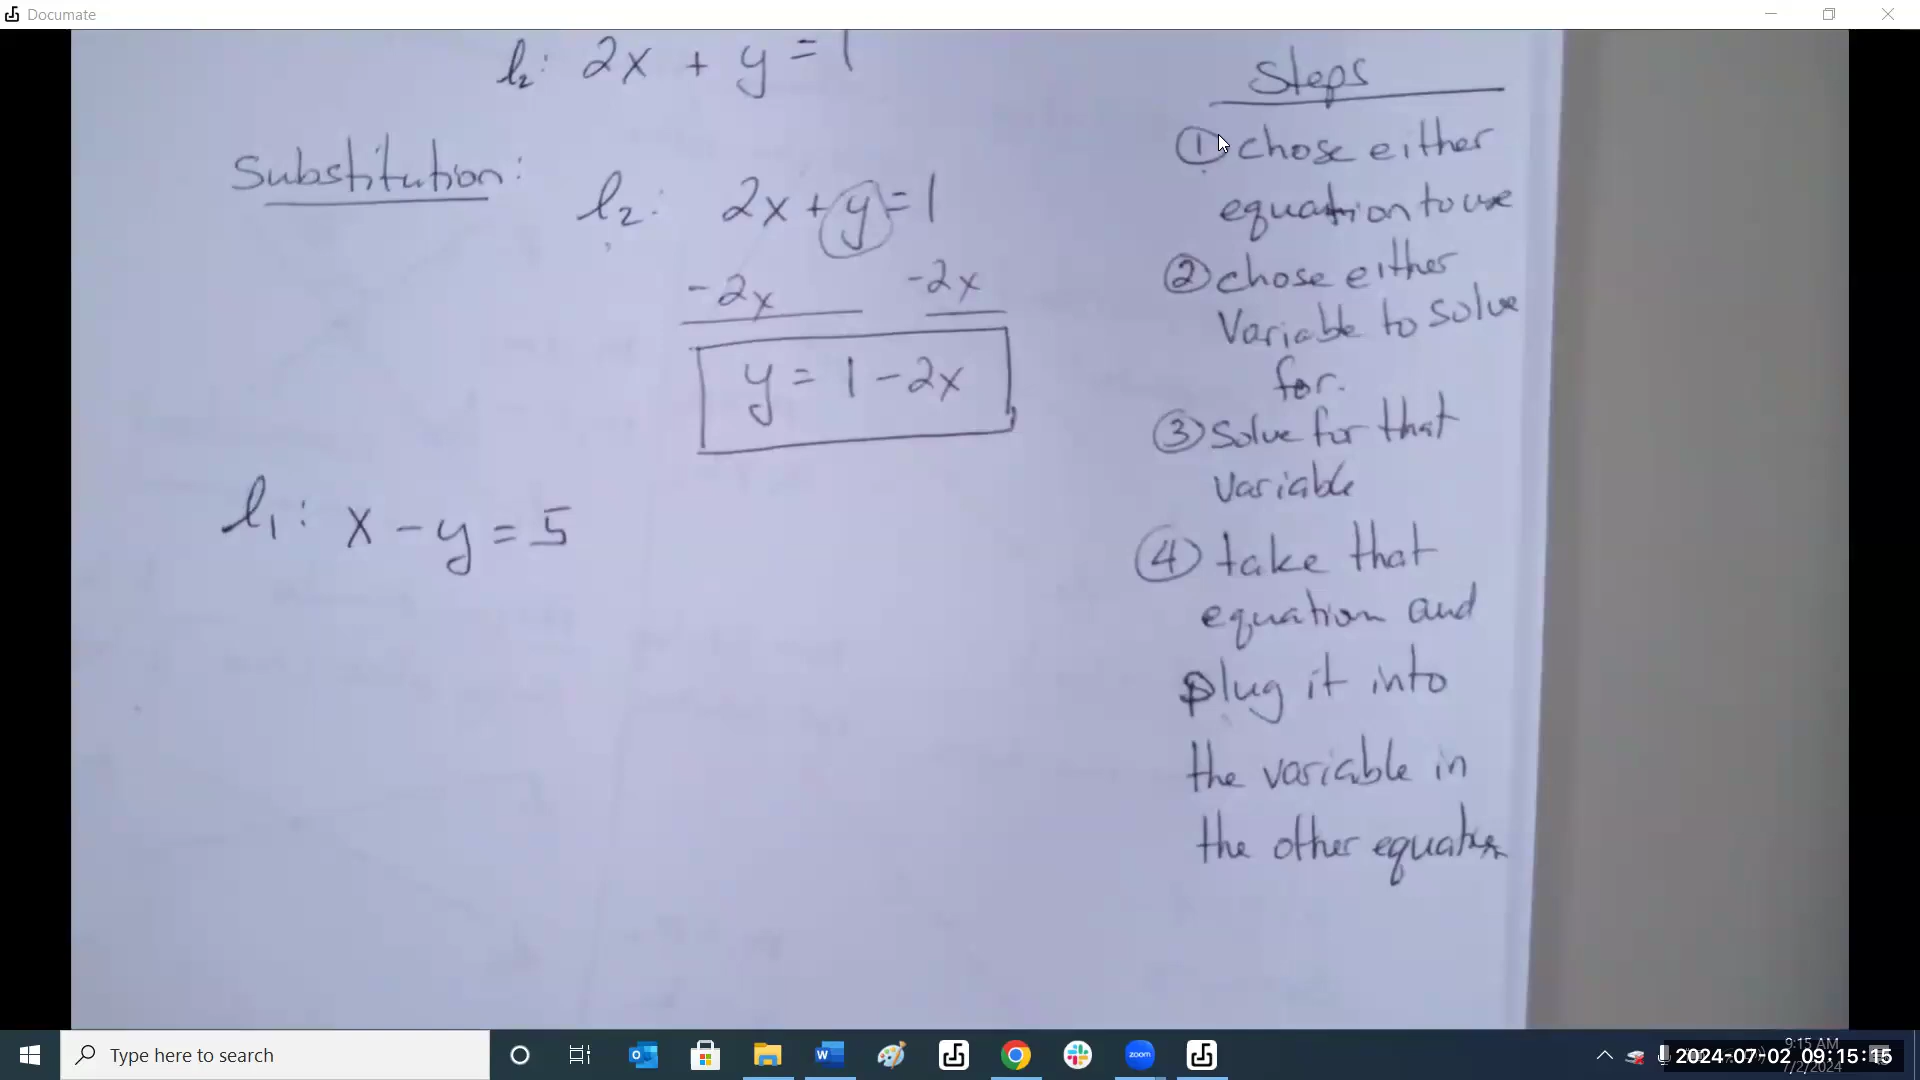 Documate
l₂: 2x + y = 1
Substitution:
l₂: 2x + y = 1
-2x -2x
y = 1 - 2x
l₁: x - y = 5
Steps
① chose either
equation to use
② chose either
Variable to solve
for.
③ Solve for that
variable
④ take that
equation and
plug it into
the variable in
the other equation
Type here to search
zoom
9:15 AM
2024-07-02 09:15:15
7/2/2024